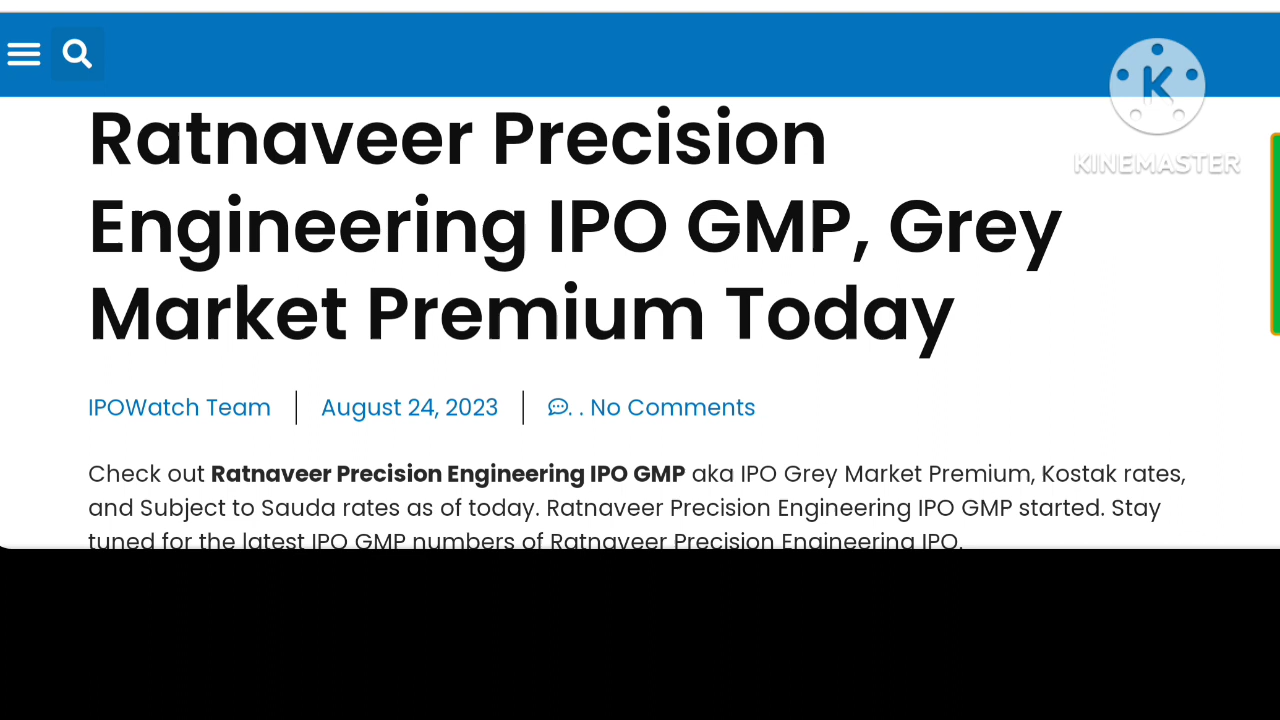 K
KINEMASTER
Ratnaveer Precision
Engineering IPO GMP, Grey
Market Premium Today
IPOWatch Team | August 24, 2023 | . . No Comments
Check out Ratnaveer Precision Engineering IPO GMP aka IPO Grey Market Premium, Kostak rates,
and Subject to Sauda rates as of today. Ratnaveer Precision Engineering IPO GMP started. Stay
tuned for the latest IPO GMP numbers of Ratnaveer Precision Engineering IPO.